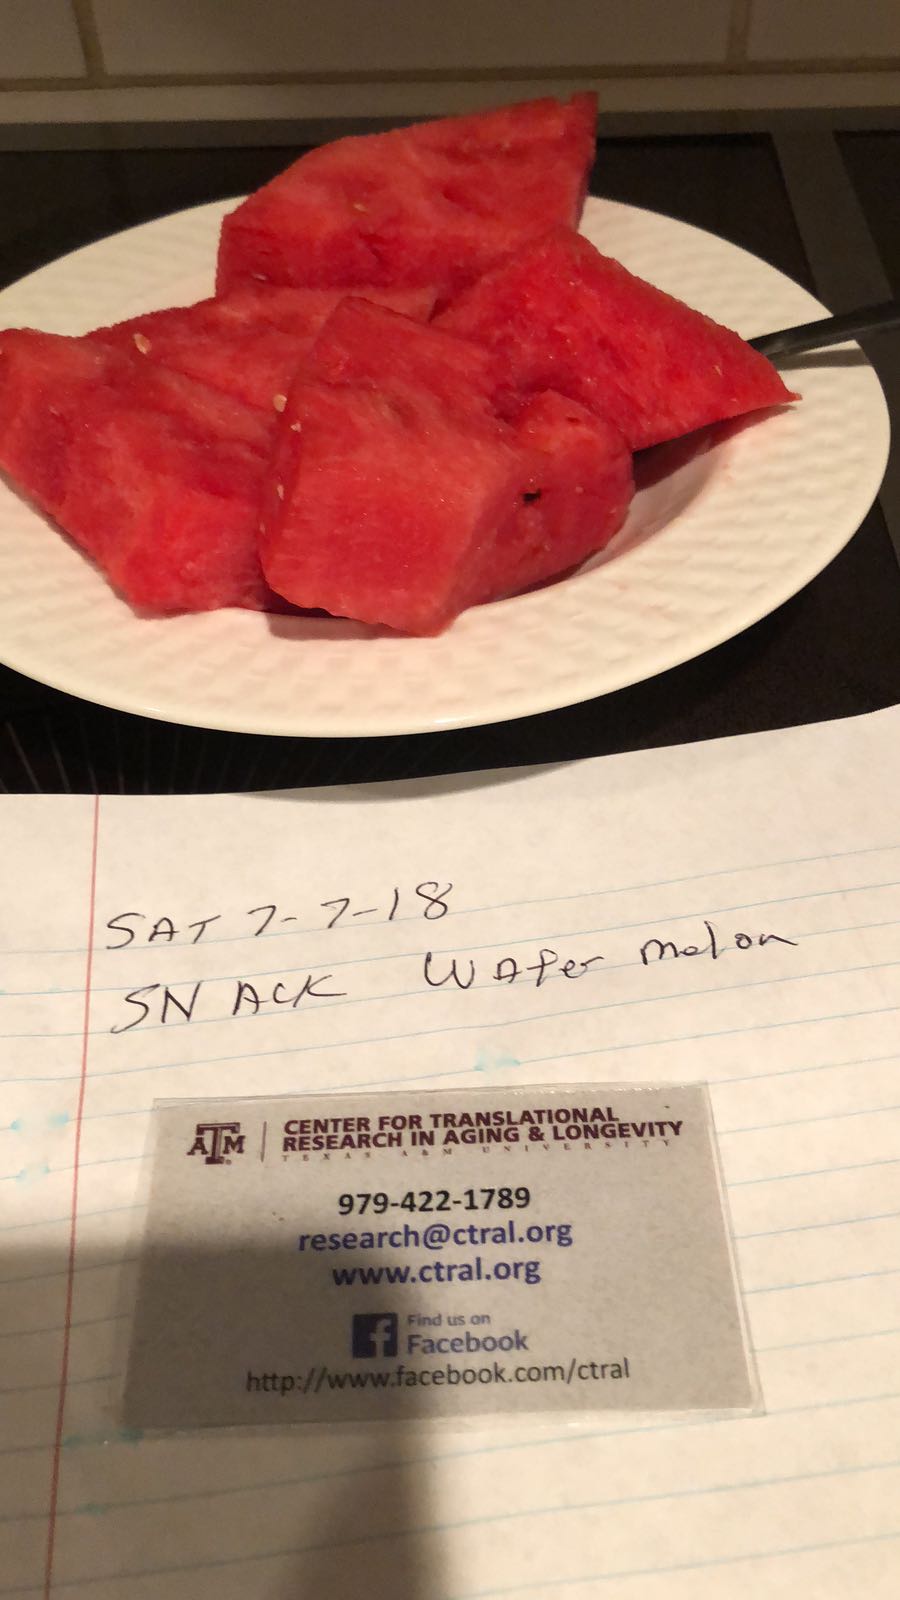 SAT 7-7-18
SNACK Water melon
ATM CENTER FOR TRANSLATIONAL
RESEARCH IN AGING & LONGEVITY
TEXAS A&M UNIVERSITY
979-422-1789
research@ctral.org
www.ctral.org
f Find us on
Facebook
http://www.facebook.com/ctral